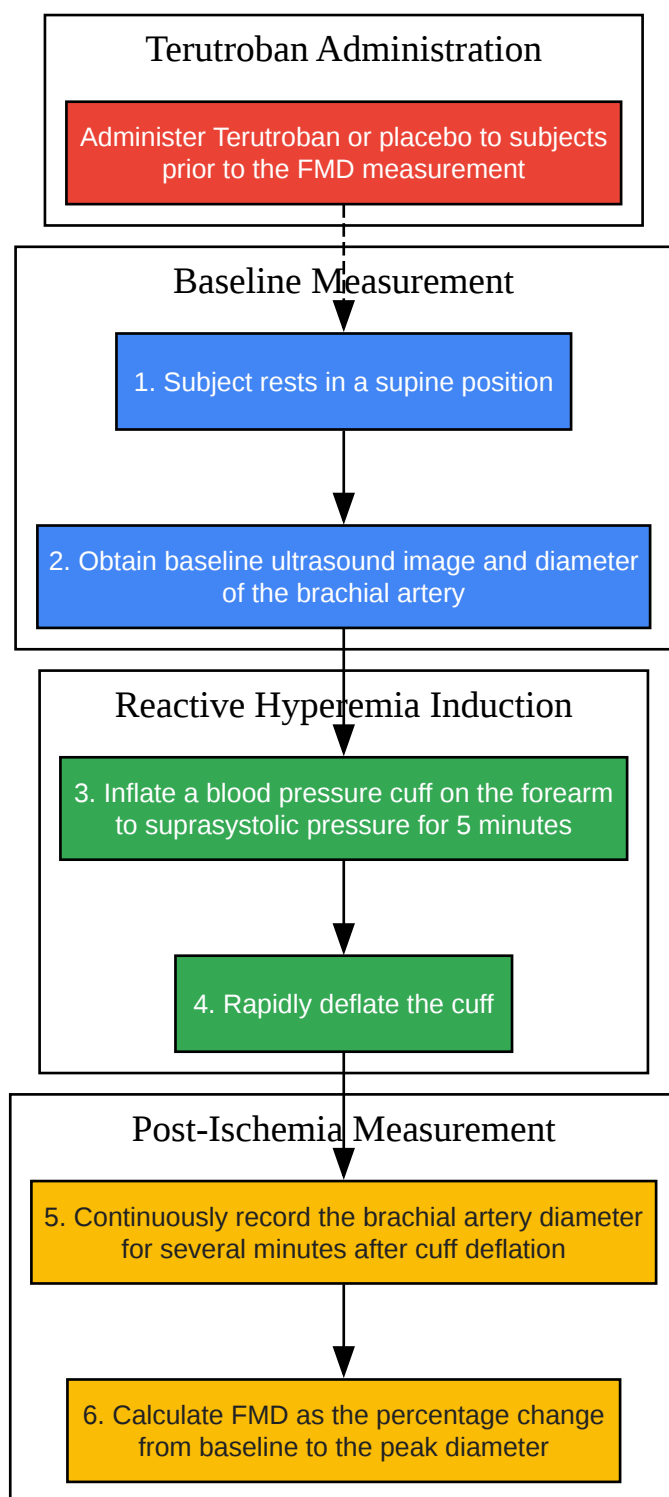 Terutroban Administration
Administer Terutroban or placebo to subjects
prior to the FMD measurement
Baseline Measurement
1. Subject rests in a supine position
2. Obtain baseline ultrasound image and diameter
of the brachial artery
Reactive Hyperemia Induction
3. Inflate a blood pressure cuff on the forearm
to suprasystolic pressure for 5 minutes
4. Rapidly deflate the cuff
Post-Ischemia Measurement
5. Continuously record the brachial artery diameter
for several minutes after cuff deflation
6. Calculate FMD as the percentage change
from baseline to the peak diameter